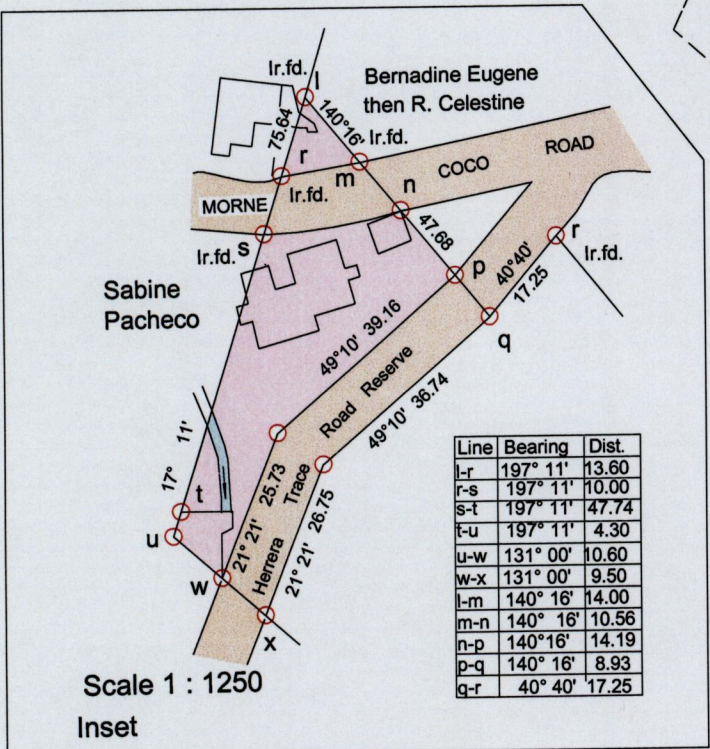 Ir.fd.
l
Bernadine Eugene
then R. Celestine
75.64
140°16'
Ir.fd.
r
m
Ir.fd.
n
COCO
ROAD
MORNE
Ir.fd.
s
47.68
r
Ir.fd.
Sabine
Pacheco
p
40°40'
17.25
q
49°10' 39.16
Road Reserve
49°10' 36.74
17° 11'
t
u
21° 21' 25.73
Herrera Trace
21° 21' 26.75
w
x
Line Bearing Dist.
l-r 197° 11' 13.60
r-s 197° 11' 10.00
s-t 197° 11' 47.74
t-u 197° 11' 4.30
u-w 131° 00' 10.60
w-x 131° 00' 9.50
l-m 140° 16' 14.00
m-n 140° 16' 10.56
n-p 140°16' 14.19
p-q 140° 16' 8.93
q-r 40° 40' 17.25
Scale 1 : 1250
Inset